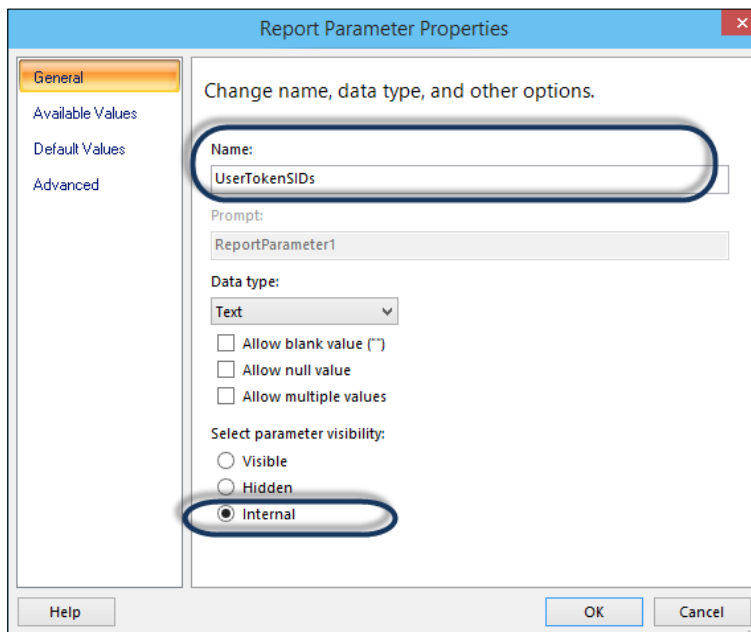 Report Parameter Properties
General
Available Values
Default Values
Advanced
Change name, data type, and other options.
Name:
UserTokenSIDs
Prompt:
ReportParameter1
Data type:
Text
Allow blank value ("")
Allow null value
Allow multiple values
Select parameter visibility:
Visible
Hidden
Internal
Help
OK
Cancel